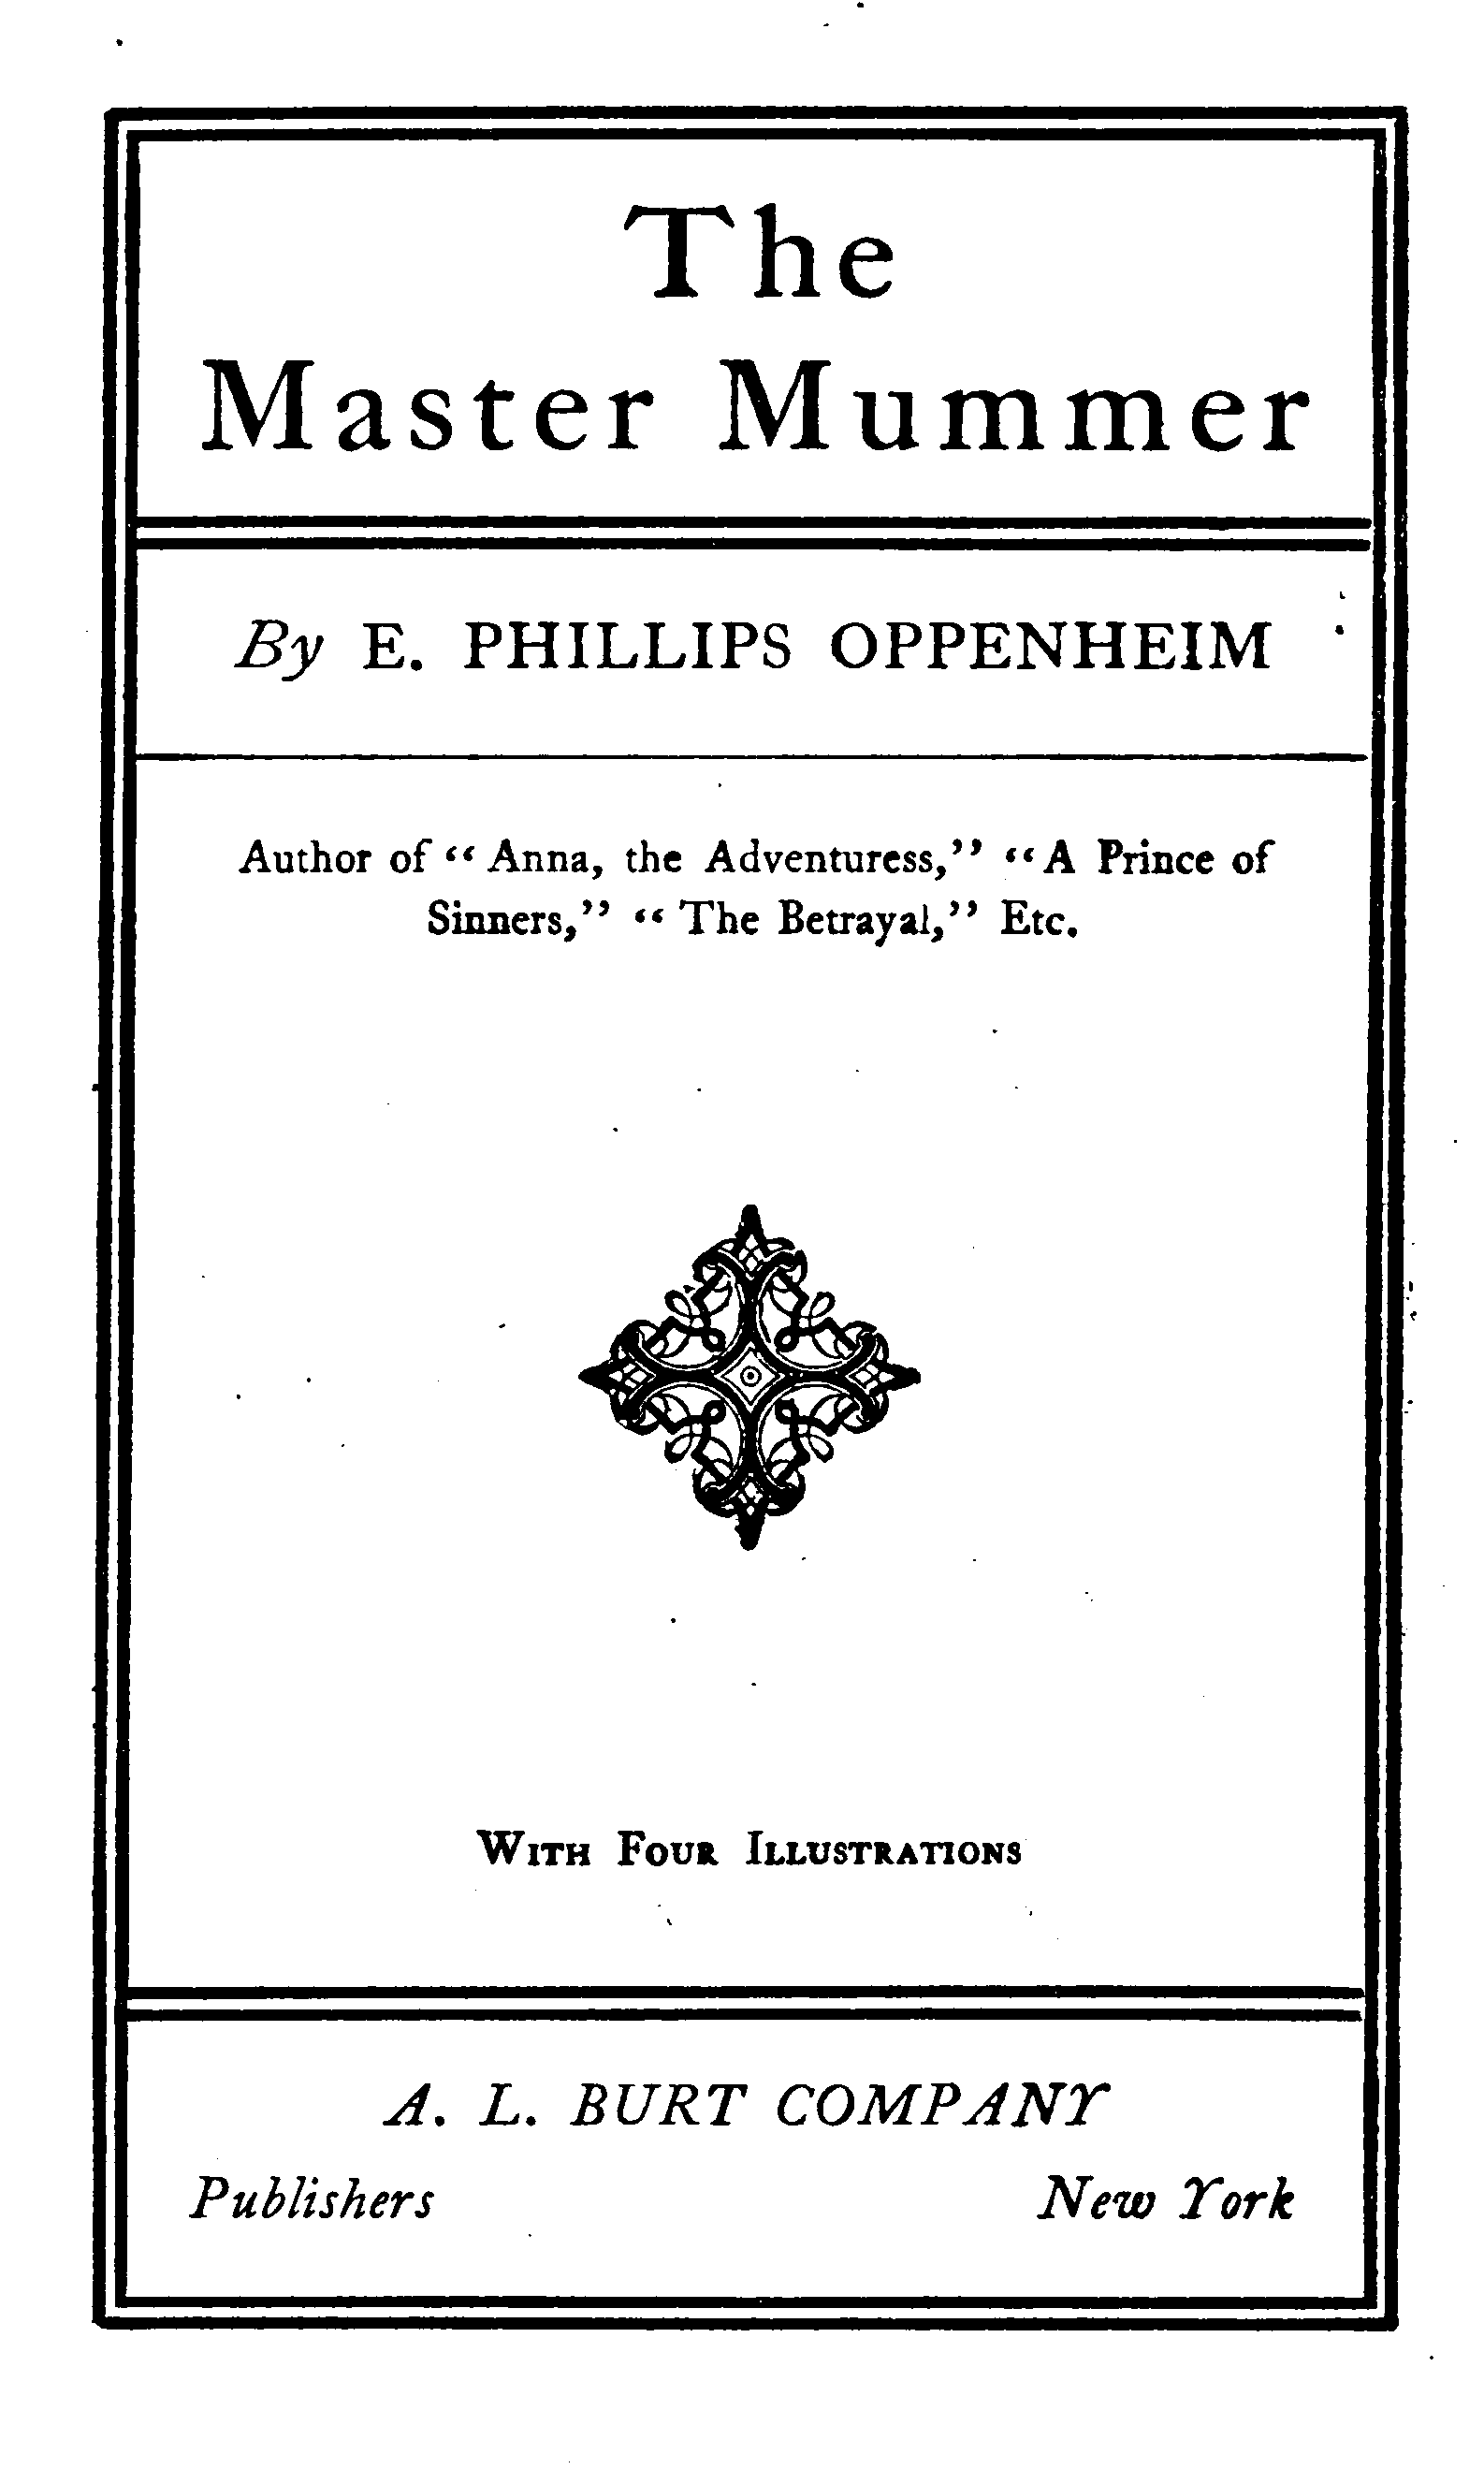 The
Master Mummer
By E. PHILLIPS OPPENHEIM
Author of “Anna, the Adventuress,” “A Prince of
Sinners,” “The Betrayal,” Etc.
With Four Illustrations
A. L. BURT COMPANY
Publishers New York